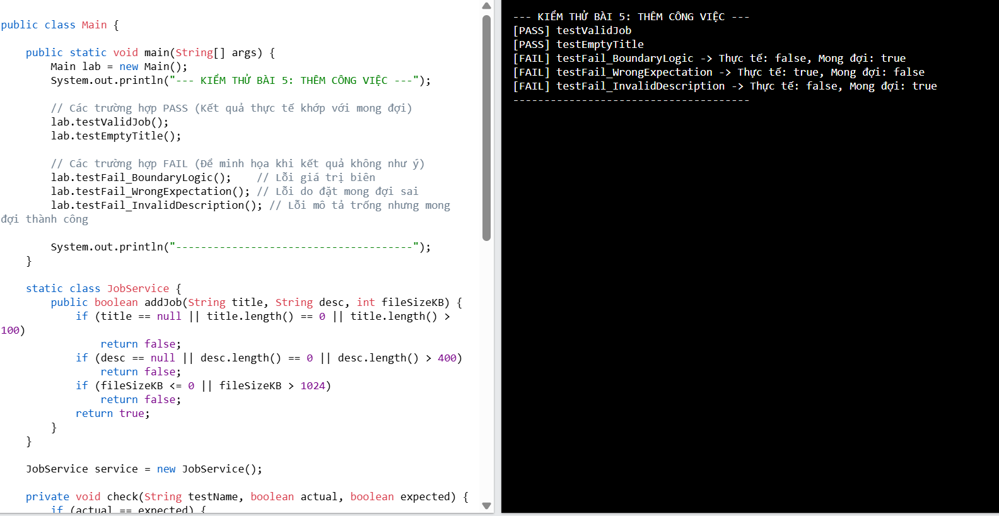 public class Main {
public static void main(String[] args) {
Main lab = new Main();
System.out.println("--- KIỂM THỬ BÀI 5: THÊM CÔNG VIỆC ---");
// Các trường hợp PASS (Kết quả thực tế khớp với mong đợi)
lab.testValidJob();
lab.testEmptyTitle();
// Các trường hợp FAIL (Để minh họa khi kết quả không như ý)
lab.testFail_BoundaryLogic();    // Lỗi giá trị biên
lab.testFail_WrongExpectation(); // Lỗi do đặt mong đợi sai
lab.testFail_InvalidDescription(); // Lỗi mô tả trống nhưng mong
đợi thành công
System.out.println("--------------------------------------");
}
static class JobService {
public boolean addJob(String title, String desc, int fileSizeKB) {
if (title == null || title.length() == 0 || title.length() >
100)
return false;
if (desc == null || desc.length() == 0 || desc.length() > 400)
return false;
if (fileSizeKB <= 0 || fileSizeKB > 1024)
return false;
return true;
}
}
JobService service = new JobService();
private void check(String testName, boolean actual, boolean expected) {
if (actual == expected) {
--- KIỂM THỬ BÀI 5: THÊM CÔNG VIỆC ---
[PASS] testValidJob
[PASS] testEmptyTitle
[FAIL] testFail_BoundaryLogic -> Thực tế: false, Mong đợi: true
[FAIL] testFail_WrongExpectation -> Thực tế: true, Mong đợi: false
[FAIL] testFail_InvalidDescription -> Thực tế: false, Mong đợi: true
--------------------------------------